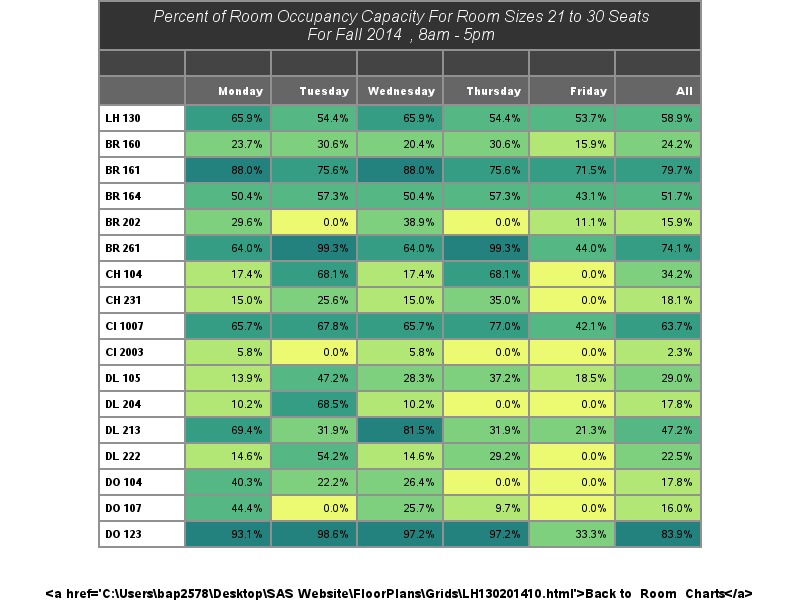 Percent of Room Occupancy Capacity For Room Sizes 21 to 30 Seats
For Fall 2014 , 8am - 5pm
Monday Tuesday Wednesday Thursday Friday All
LH 130 65.9% 54.4% 65.9% 54.4% 53.7% 58.9%
BR 160 23.7% 30.6% 20.4% 30.6% 15.9% 24.2%
BR 161 88.0% 75.6% 88.0% 75.6% 71.5% 79.7%
BR 164 50.4% 57.3% 50.4% 57.3% 43.1% 51.7%
BR 202 29.6% 0.0% 38.9% 0.0% 11.1% 15.9%
BR 261 64.0% 99.3% 64.0% 99.3% 44.0% 74.1%
CH 104 17.4% 68.1% 17.4% 68.1% 0.0% 34.2%
CH 231 15.0% 25.6% 15.0% 35.0% 0.0% 18.1%
CI 1007 65.7% 67.8% 65.7% 77.0% 42.1% 63.7%
CI 2003 5.8% 0.0% 5.8% 0.0% 0.0% 2.3%
DL 105 13.9% 47.2% 28.3% 37.2% 18.5% 29.0%
DL 204 10.2% 68.5% 10.2% 0.0% 0.0% 17.8%
DL 213 69.4% 31.9% 81.5% 31.9% 21.3% 47.2%
DL 222 14.6% 54.2% 14.6% 29.2% 0.0% 22.5%
DO 104 40.3% 22.2% 26.4% 0.0% 0.0% 17.8%
DO 107 44.4% 0.0% 25.7% 9.7% 0.0% 16.0%
DO 123 93.1% 98.6% 97.2% 97.2% 33.3% 83.9%
<a href='C:\Users\bap2578\Desktop\SAS Website\FloorPlans\Grids\LH130201410.html'>Back to Room Charts</a>